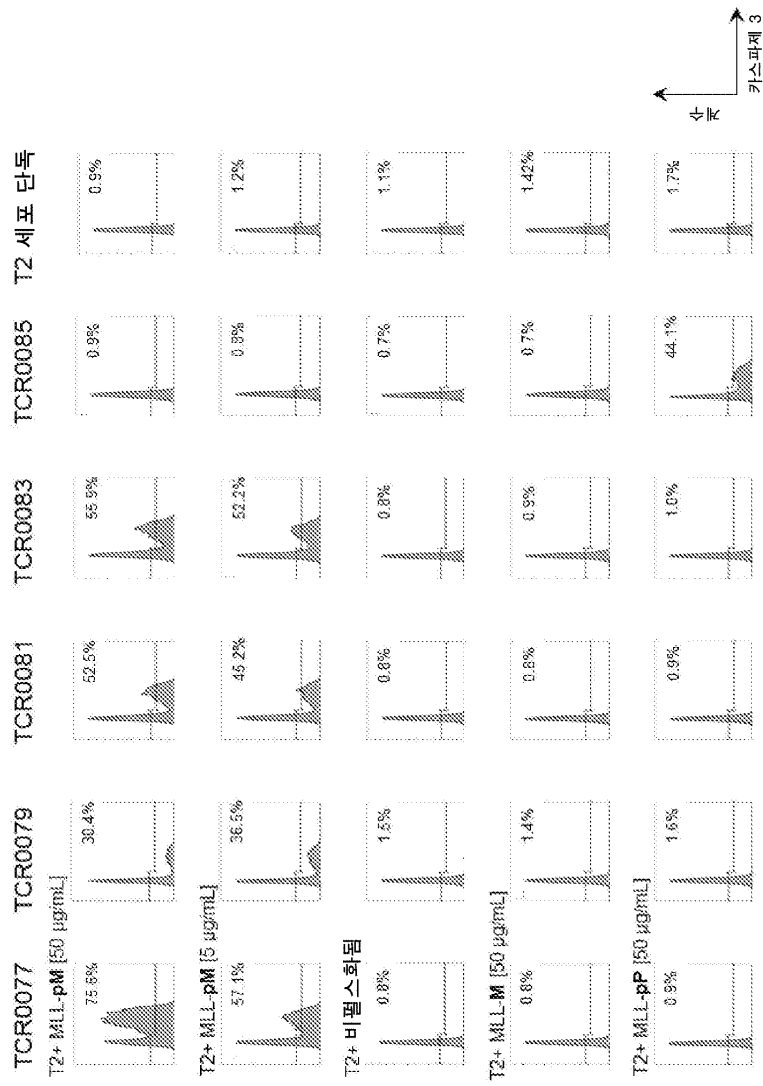 TCR0077 TCR0079 TCR0081 TCR0083 TCR0085 T2 세포 단독
T2+ MLL-pM [50 µg/mL]
75.6% 30.4% 52.5% 55.9% 0.9% 0.9%
T2+ MLL-pM [5 µg/mL]
57.1% 36.5% 45.2% 52.2% 0.8% 1.2%
T2+ 비펄스화됨
0.8% 1.5% 0.8% 0.8% 0.7% 1.1%
T2+ MLL-M [50 µg/mL]
0.8% 1.4% 0.8% 0.9% 0.7% 1.42%
T2+ MLL-pP [50 µg/mL]
0.9% 1.6% 0.9% 1.0% 44.1% 1.7%
계수
카스파제 3